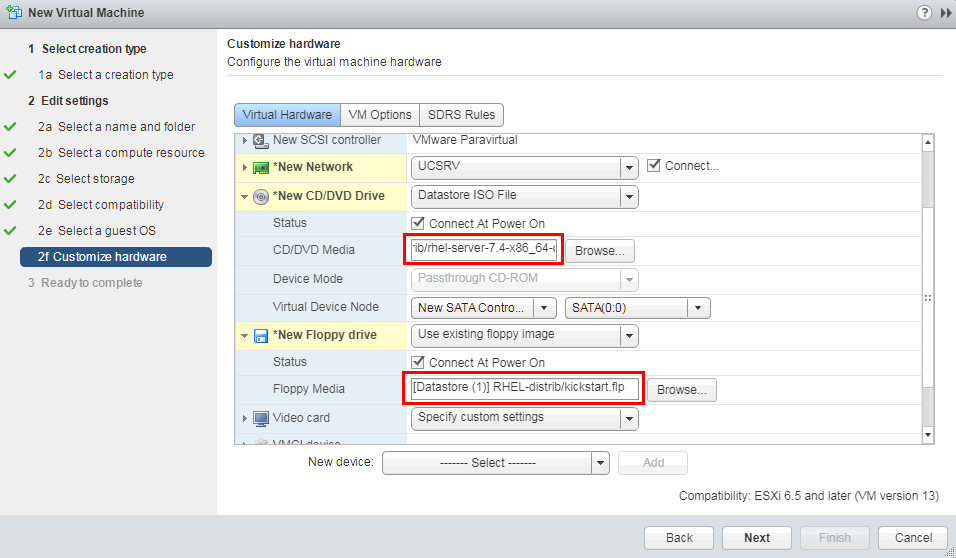 New Virtual Machine
1 Select creation type
1a Select a creation type
2 Edit settings
2a Select a name and folder
2b Select a compute resource
2c Select storage
2d Select compatibility
2e Select a guest OS
2f Customize hardware
3 Ready to complete
Customize hardware
Configure the virtual machine hardware
Virtual Hardware VM Options SDRS Rules
New SCSI controller VMware Paravirtual
*New Network UCSRV Connect...
*New CD/DVD Drive Datastore ISO File
Status Connect At Power On
CD/DVD Media rib/rhel-server-7.4-x86_64-d Browse...
Device Mode Passthrough CD-ROM
Virtual Device Node New SATA Contro... SATA(0:0)
*New Floppy drive Use existing floppy image
Status Connect At Power On
Floppy Media [Datastore (1)] RHEL-distrib/kickstart.flp Browse...
Video card Specify custom settings
VMCI device
New device: ------- Select ------- Add
Compatibility: ESXi 6.5 and later (VM version 13)
Back Next Finish Cancel